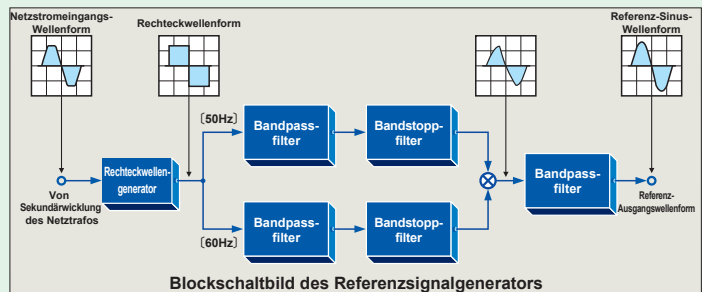 Netzstromeingangs-
Wellenform
Rechteckwellenform
Referenz-Sinus-
Wellenform
[50Hz]
Bandpass-
filter
Bandstopp-
filter
Rechteckwellen-
generator
Von
Sekundärwicklung
des Netztrafos
Bandpass-
filter
Referenz-
Ausgangswellenform
[60Hz]
Bandpass-
filter
Bandstopp-
filter
Blockschaltbild des Referenzsignalgenerators